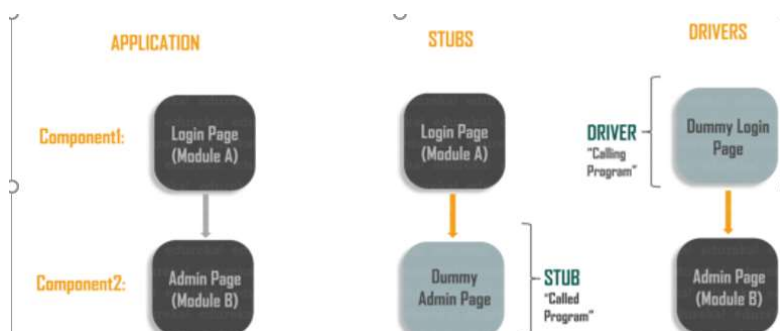 APPLICATION
STUBS
DRIVERS
Component1:
Login Page
(Module A)
Login Page
(Module A)
DRIVER
"Calling
Program"
Dummy Login
Page
Component2:
Admin Page
(Module B)
Dummy
Admin Page
STUB
"Called
Program"
Admin Page
(Module B)